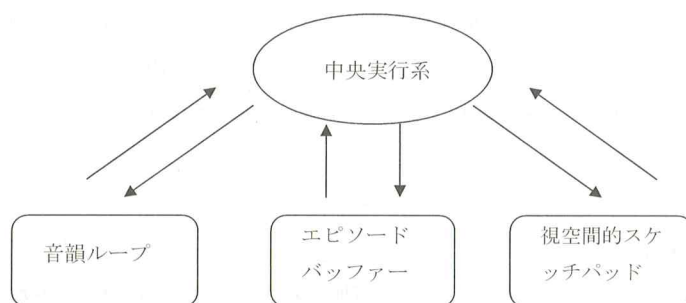 中央実行系
音韻ループ
エピソード
バッファー
視空間的スケ
ッチパッド